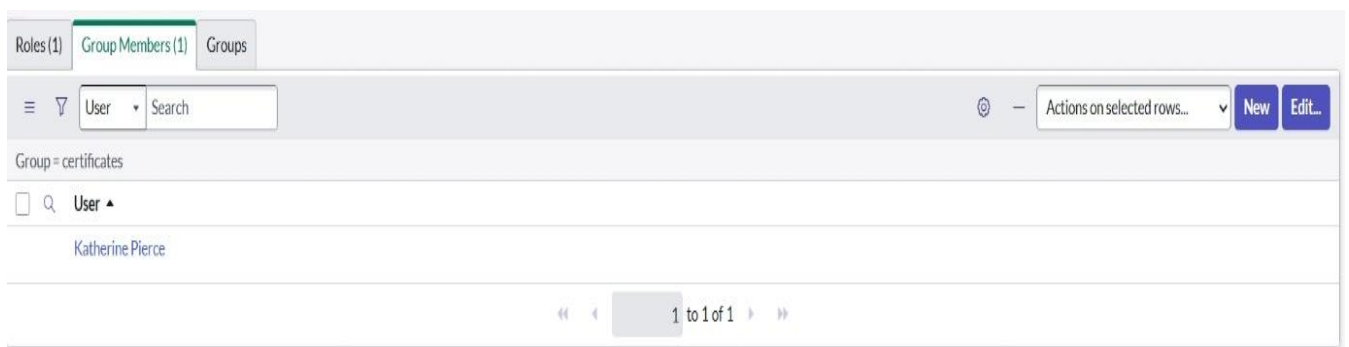 Roles (1) Group Members (1) Groups
User Search Actions on selected rows... New Edit...
Group = certificates
User
Katherine Pierce
1 to 1 of 1